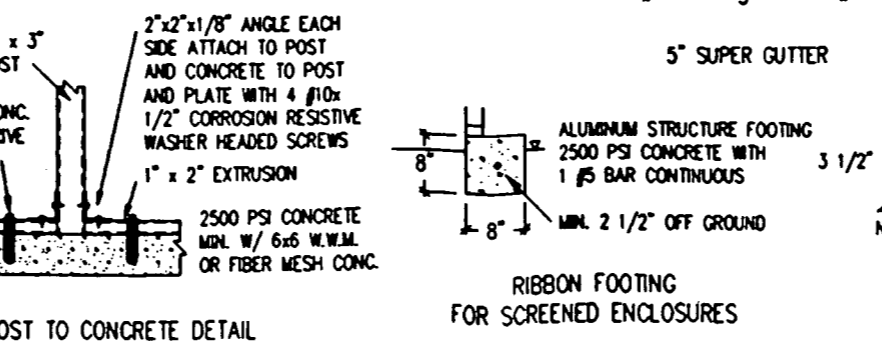 x 3"
2"x2"x1/8" ANGLE EACH
SIDE ATTACH TO POST
AND CONCRETE TO POST
AND PLATE WITH 4 #10x
1/2" CORROSION RESISTIVE
WASHER HEADED SCREWS
1" x 2" EXTRUSION
2500 PSI CONCRETE
MIN. W/ 6x6 W.W.M.
OR FIBER MESH CONC.
OST TO CONCRETE DETAIL
5" SUPER GUTTER
8"
8"
ALUMINUM STRUCTURE FOOTING
2500 PSI CONCRETE WITH
1 #5 BAR CONTINUOUS
MIN. 2 1/2" OFF GROUND
3 1/2"
RIBBON FOOTING
FOR SCREENED ENCLOSURES